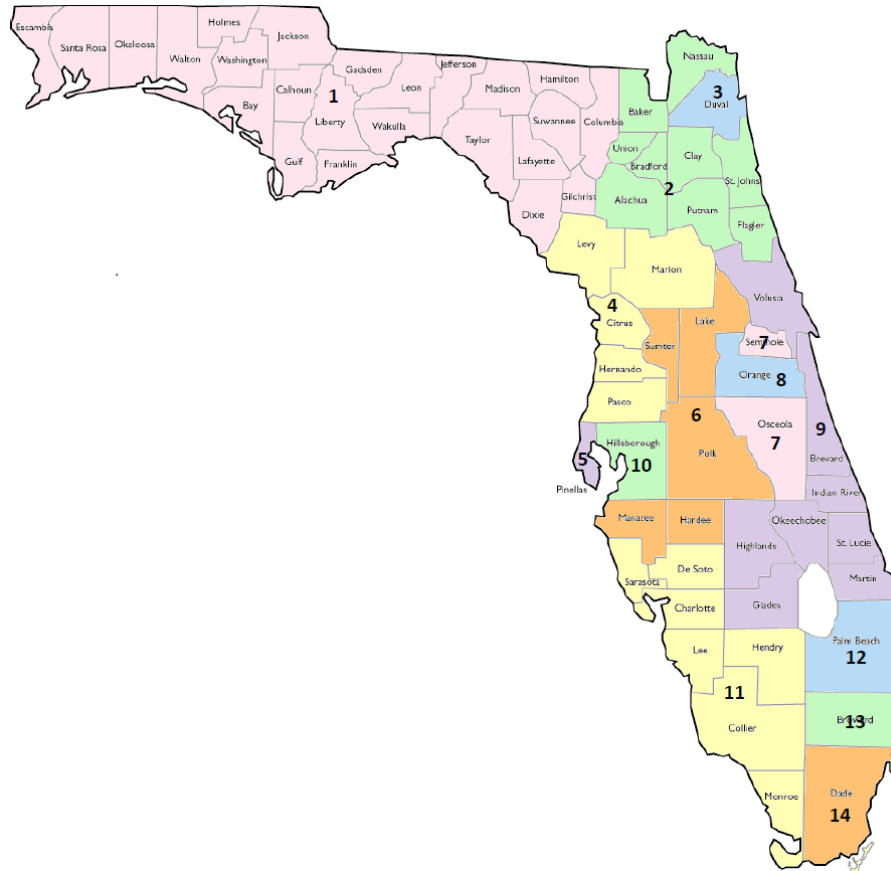 Escambia
Santa Rosa
Okaloosa
Walton
Holmes
Washington
Jackson
Bay
Calhoun
Gulf
1
Liberty
Franklin
Gadsden
Leon
Wakulla
Jefferson
Madison
Taylor
Hamilton
Suwannee
Lafayette
Dixie
Columbia
Gilchrist
Nassau
3
Duval
Baker
Union
Bradford
Clay
St. Johns
2
Alachua
Putnam
Flagler
Levy
Marion
Volusia
4
Citrus
Lake
Sumter
7
Seminole
Hernando
Orange
8
Pasco
6
Osceola
7
9
Brevard
5
Pinellas
Hillsborough
10
Polk
Indian River
Manatee
Hardee
Highlands
Okeechobee
St. Lucie
Sarasota
De Soto
Martin
Charlotte
Glades
Lee
Hendry
Palm Beach
12
11
Collier
13
Monroe
Dade
14